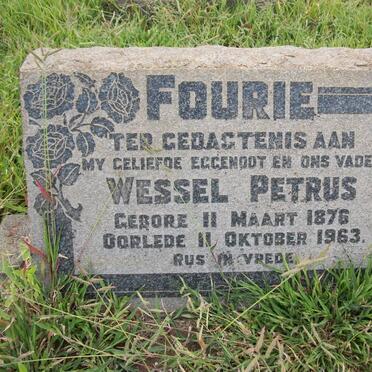 FOURIE
TER GEDAGTENIS AAN
MY GELIEFDE EGGENOOT EN ONS VADE
WESSEL PETRUS
GEBORE 11 MAART 1876
OORLEDE 11 OKTOBER 1963.
RUS IN VREDE